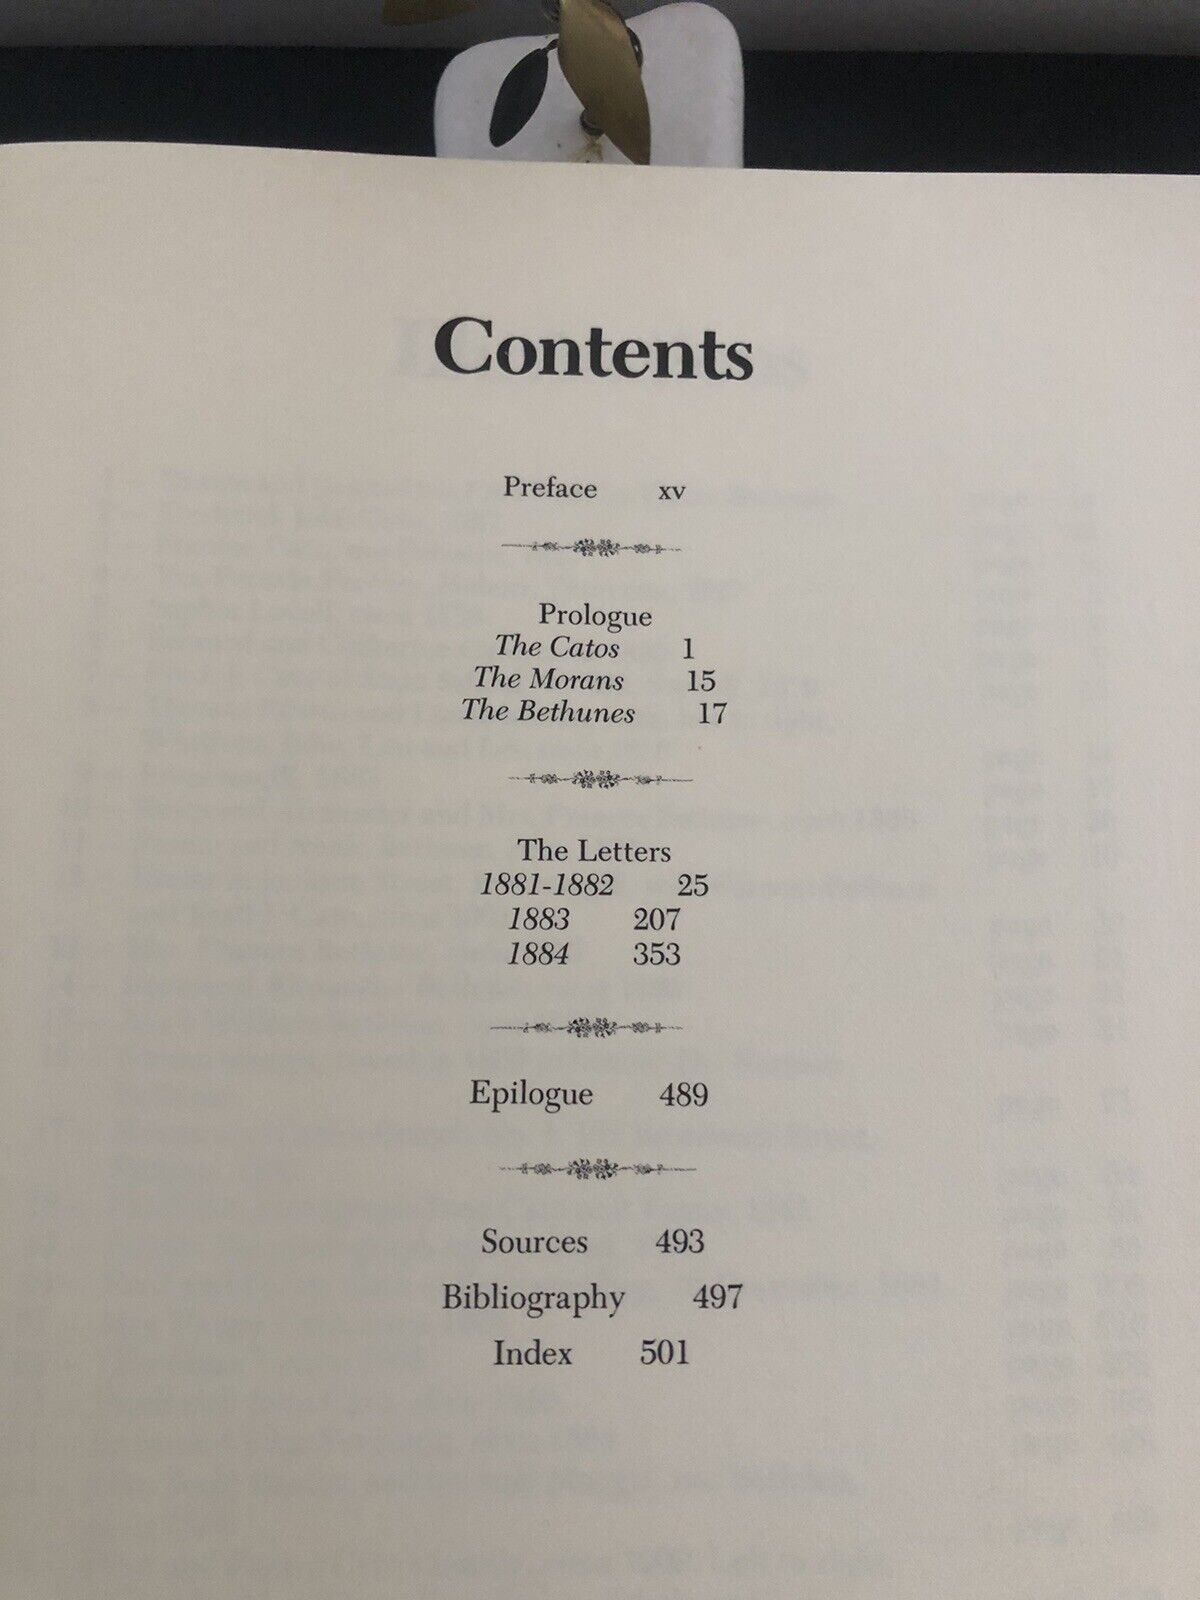 Contents
Preface xv
Prologue
The Catos 1
The Morans 15
The Bethunes 17
The Letters
1881-1882 25
1883 207
1884 353
Epilogue 489
Sources 493
Bibliography 497
Index 501